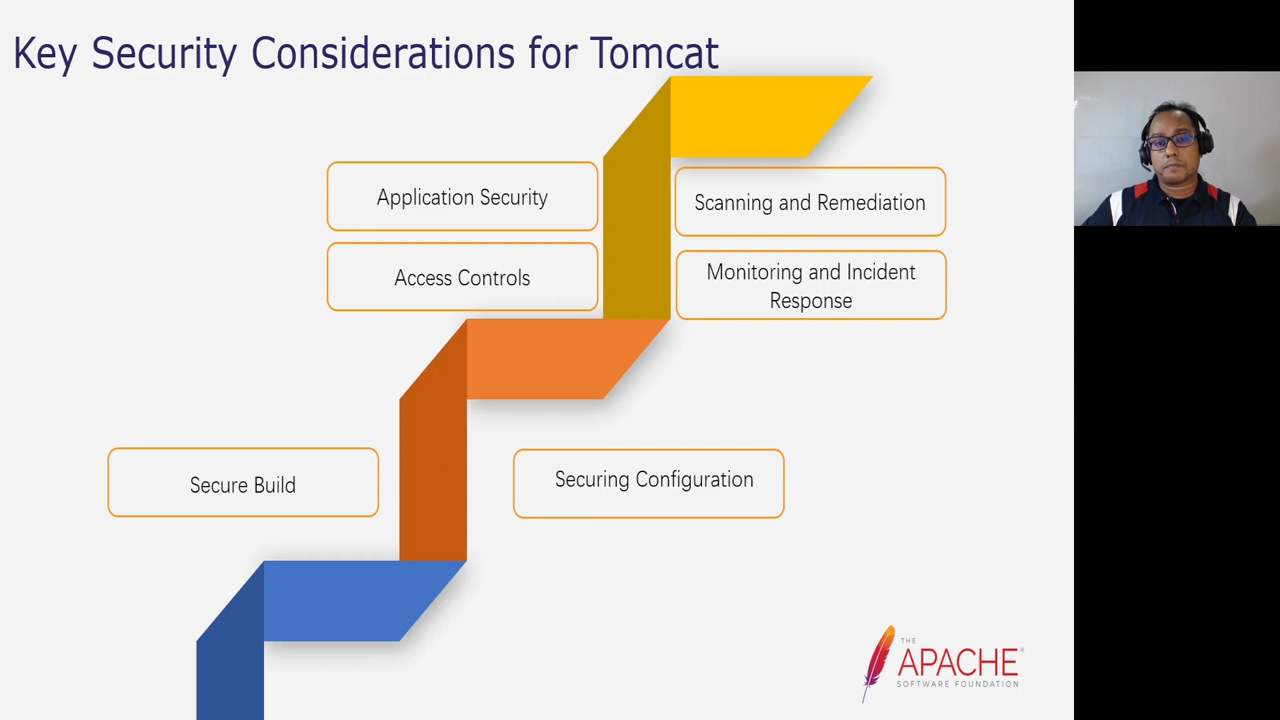 Key Security Considerations for Tomcat
Application Security
Scanning and Remediation
Access Controls
Monitoring and Incident
Response
Secure Build
Securing Configuration
THE
APACHE®
SOFTWARE FOUNDATION